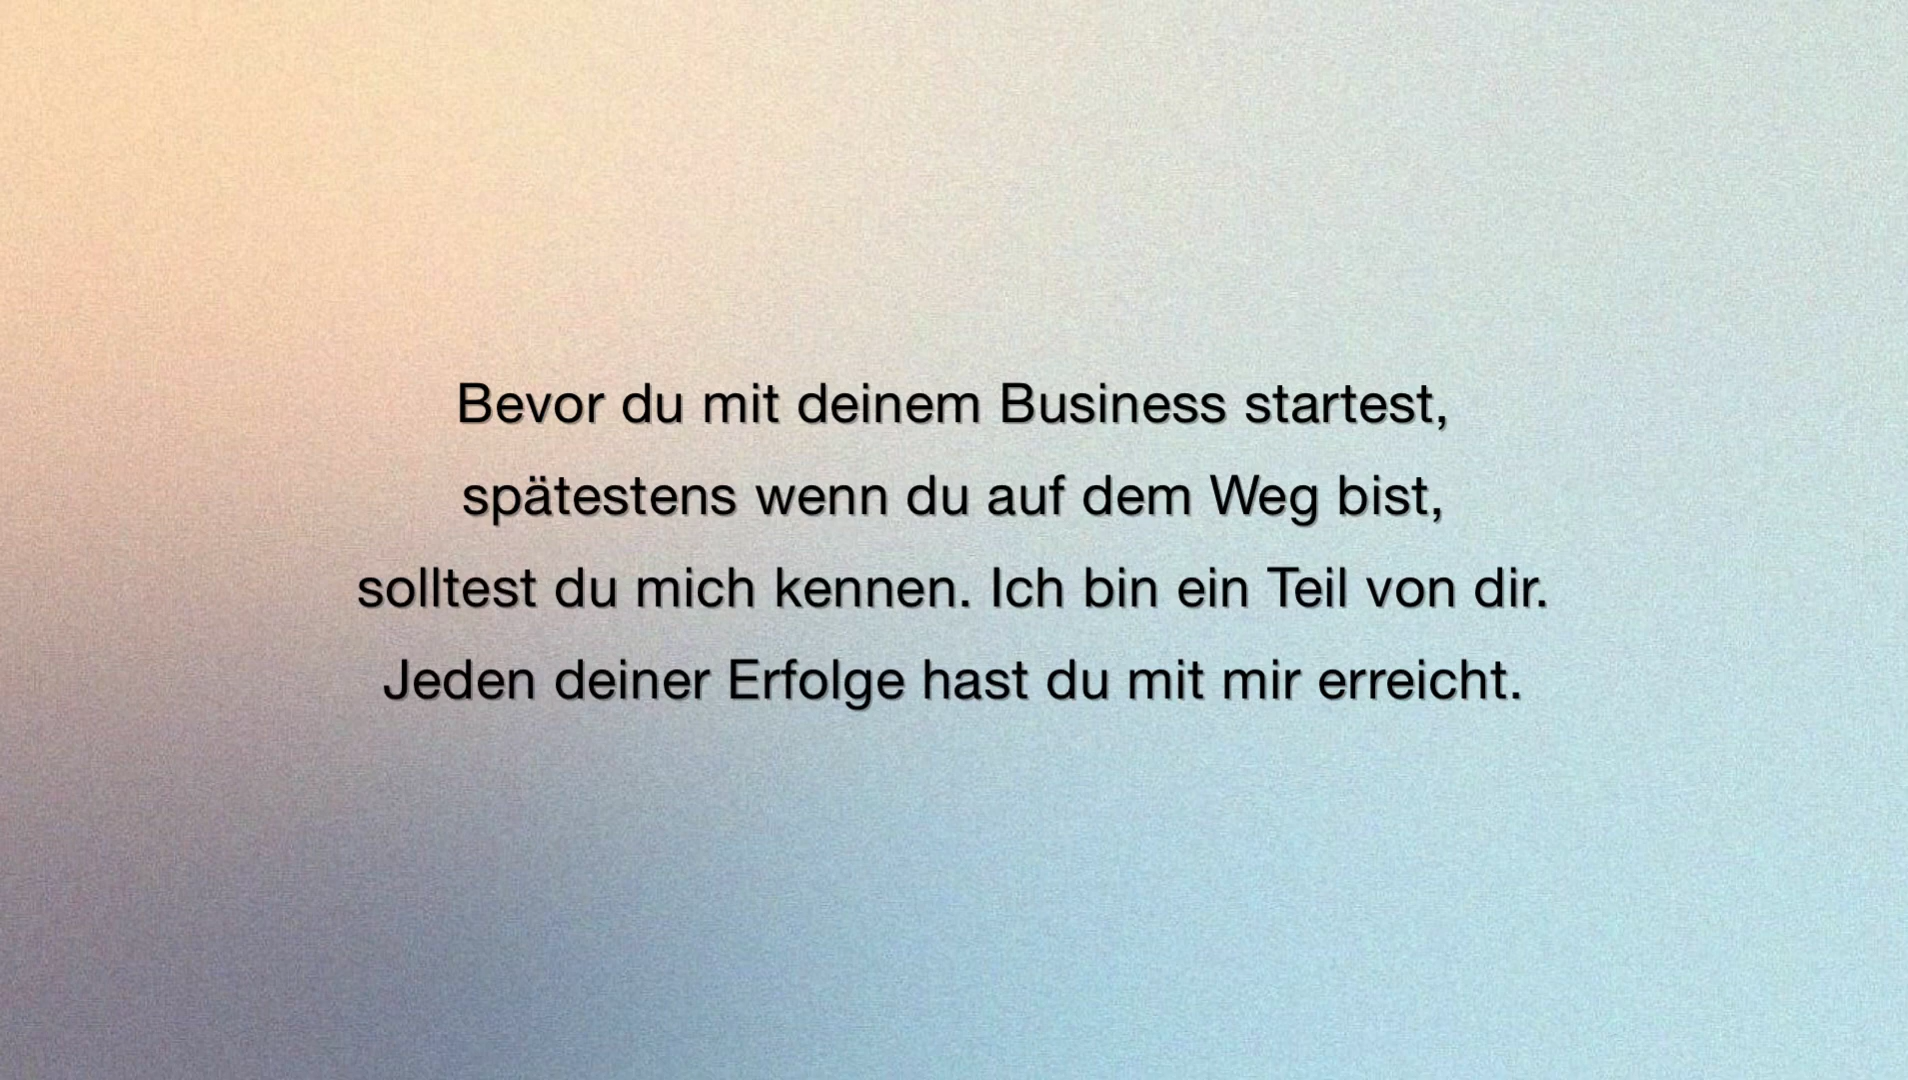 Bevor du mit deinem Business startest,
spätestens wenn du auf dem Weg bist,
solltest du mich kennen. Ich bin ein Teil von dir.
Jeden deiner Erfolge hast du mit mir erreicht.